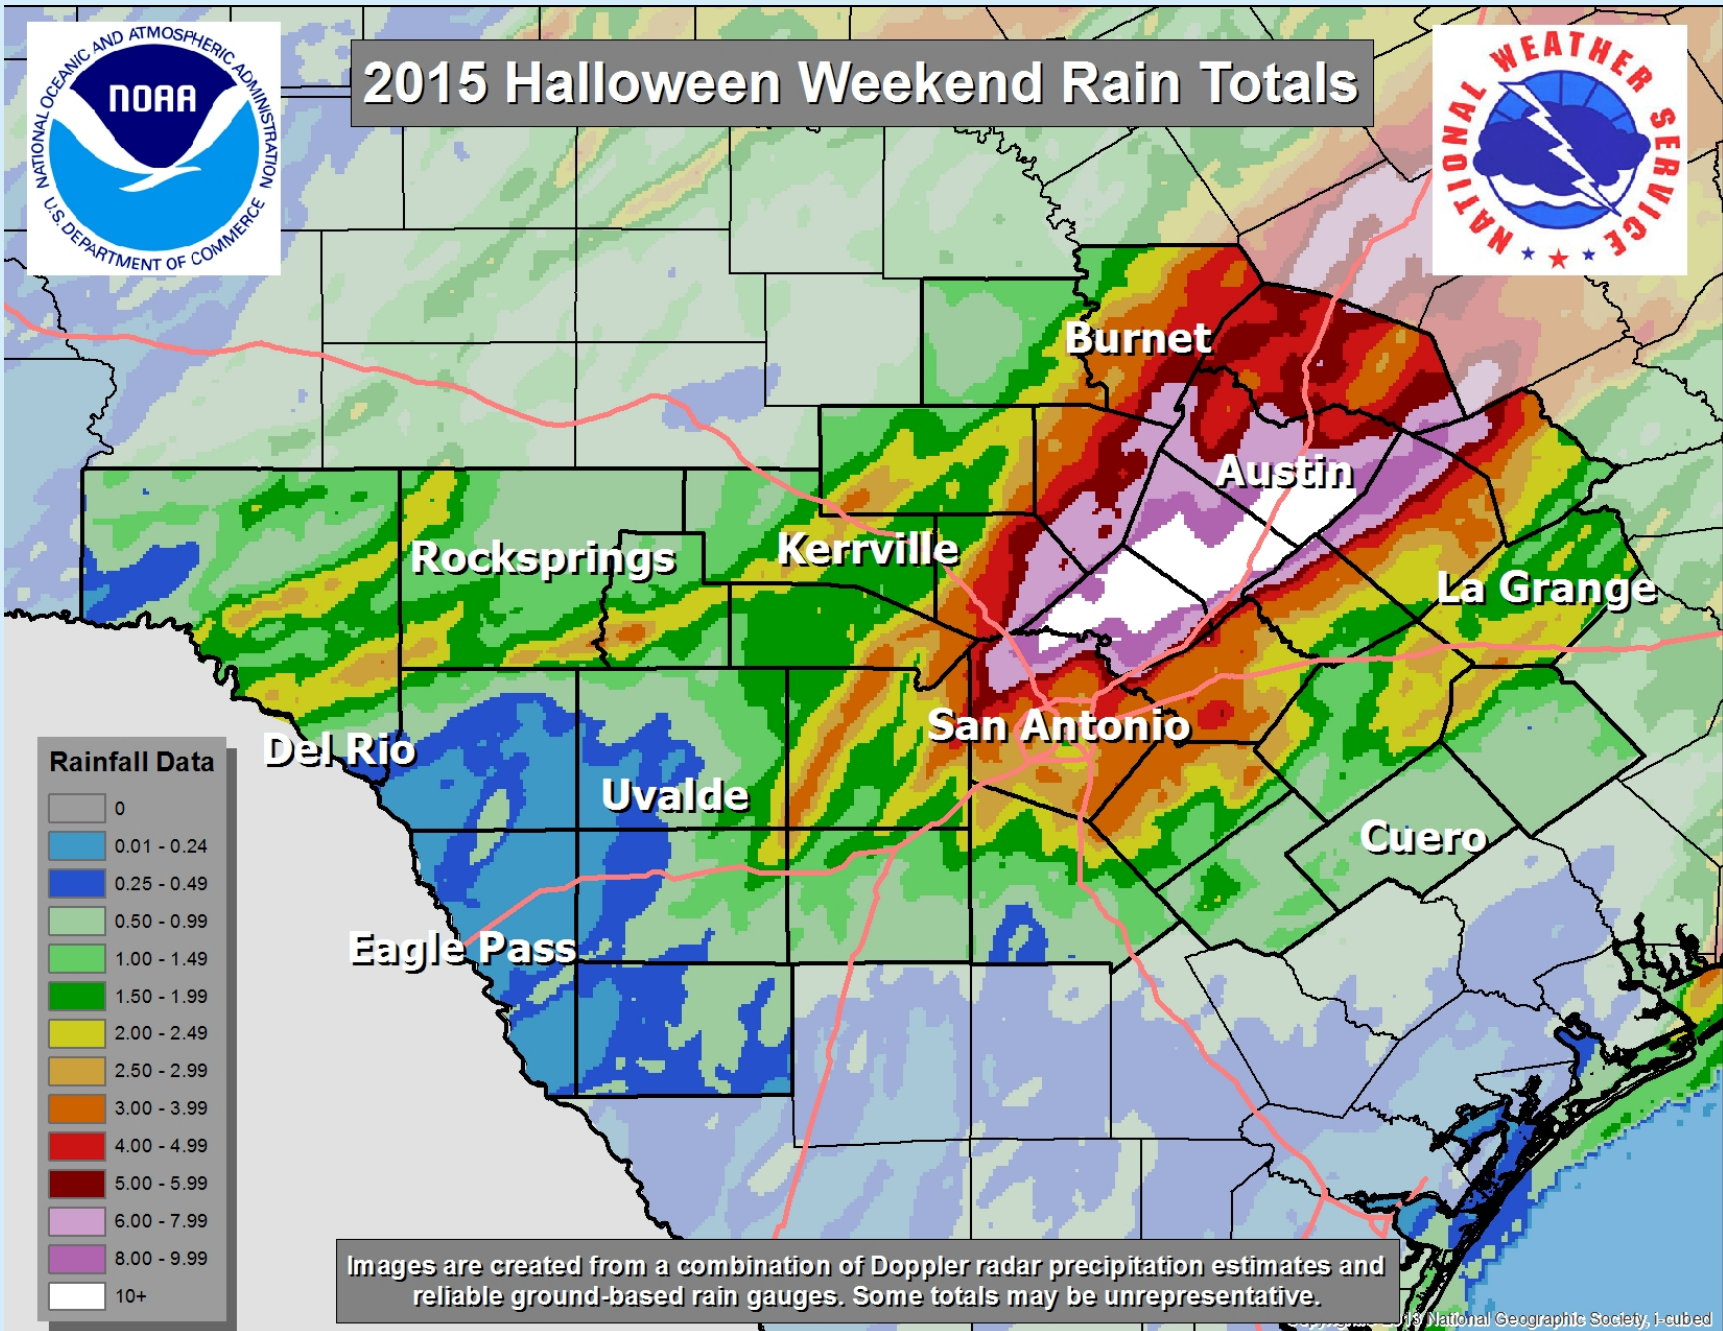 2015 Halloween Weekend Rain Totals
NATIONAL OCEANIC AND ATMOSPHERIC ADMINISTRATION
NOAA
U.S. DEPARTMENT OF COMMERCE
NATIONAL WEATHER SERVICE
Burnet
Austin
Rocksprings
Kerrville
La Grange
San Antonio
Del Rio
Uvalde
Cuero
Eagle Pass
Rainfall Data
0
0.01 - 0.24
0.25 - 0.49
0.50 - 0.99
1.00 - 1.49
1.50 - 1.99
2.00 - 2.49
2.50 - 2.99
3.00 - 3.99
4.00 - 4.99
5.00 - 5.99
6.00 - 7.99
8.00 - 9.99
10+
Images are created from a combination of Doppler radar precipitation estimates and
reliable ground-based rain gauges. Some totals may be unrepresentative.
National Geographic Society, i-cubed